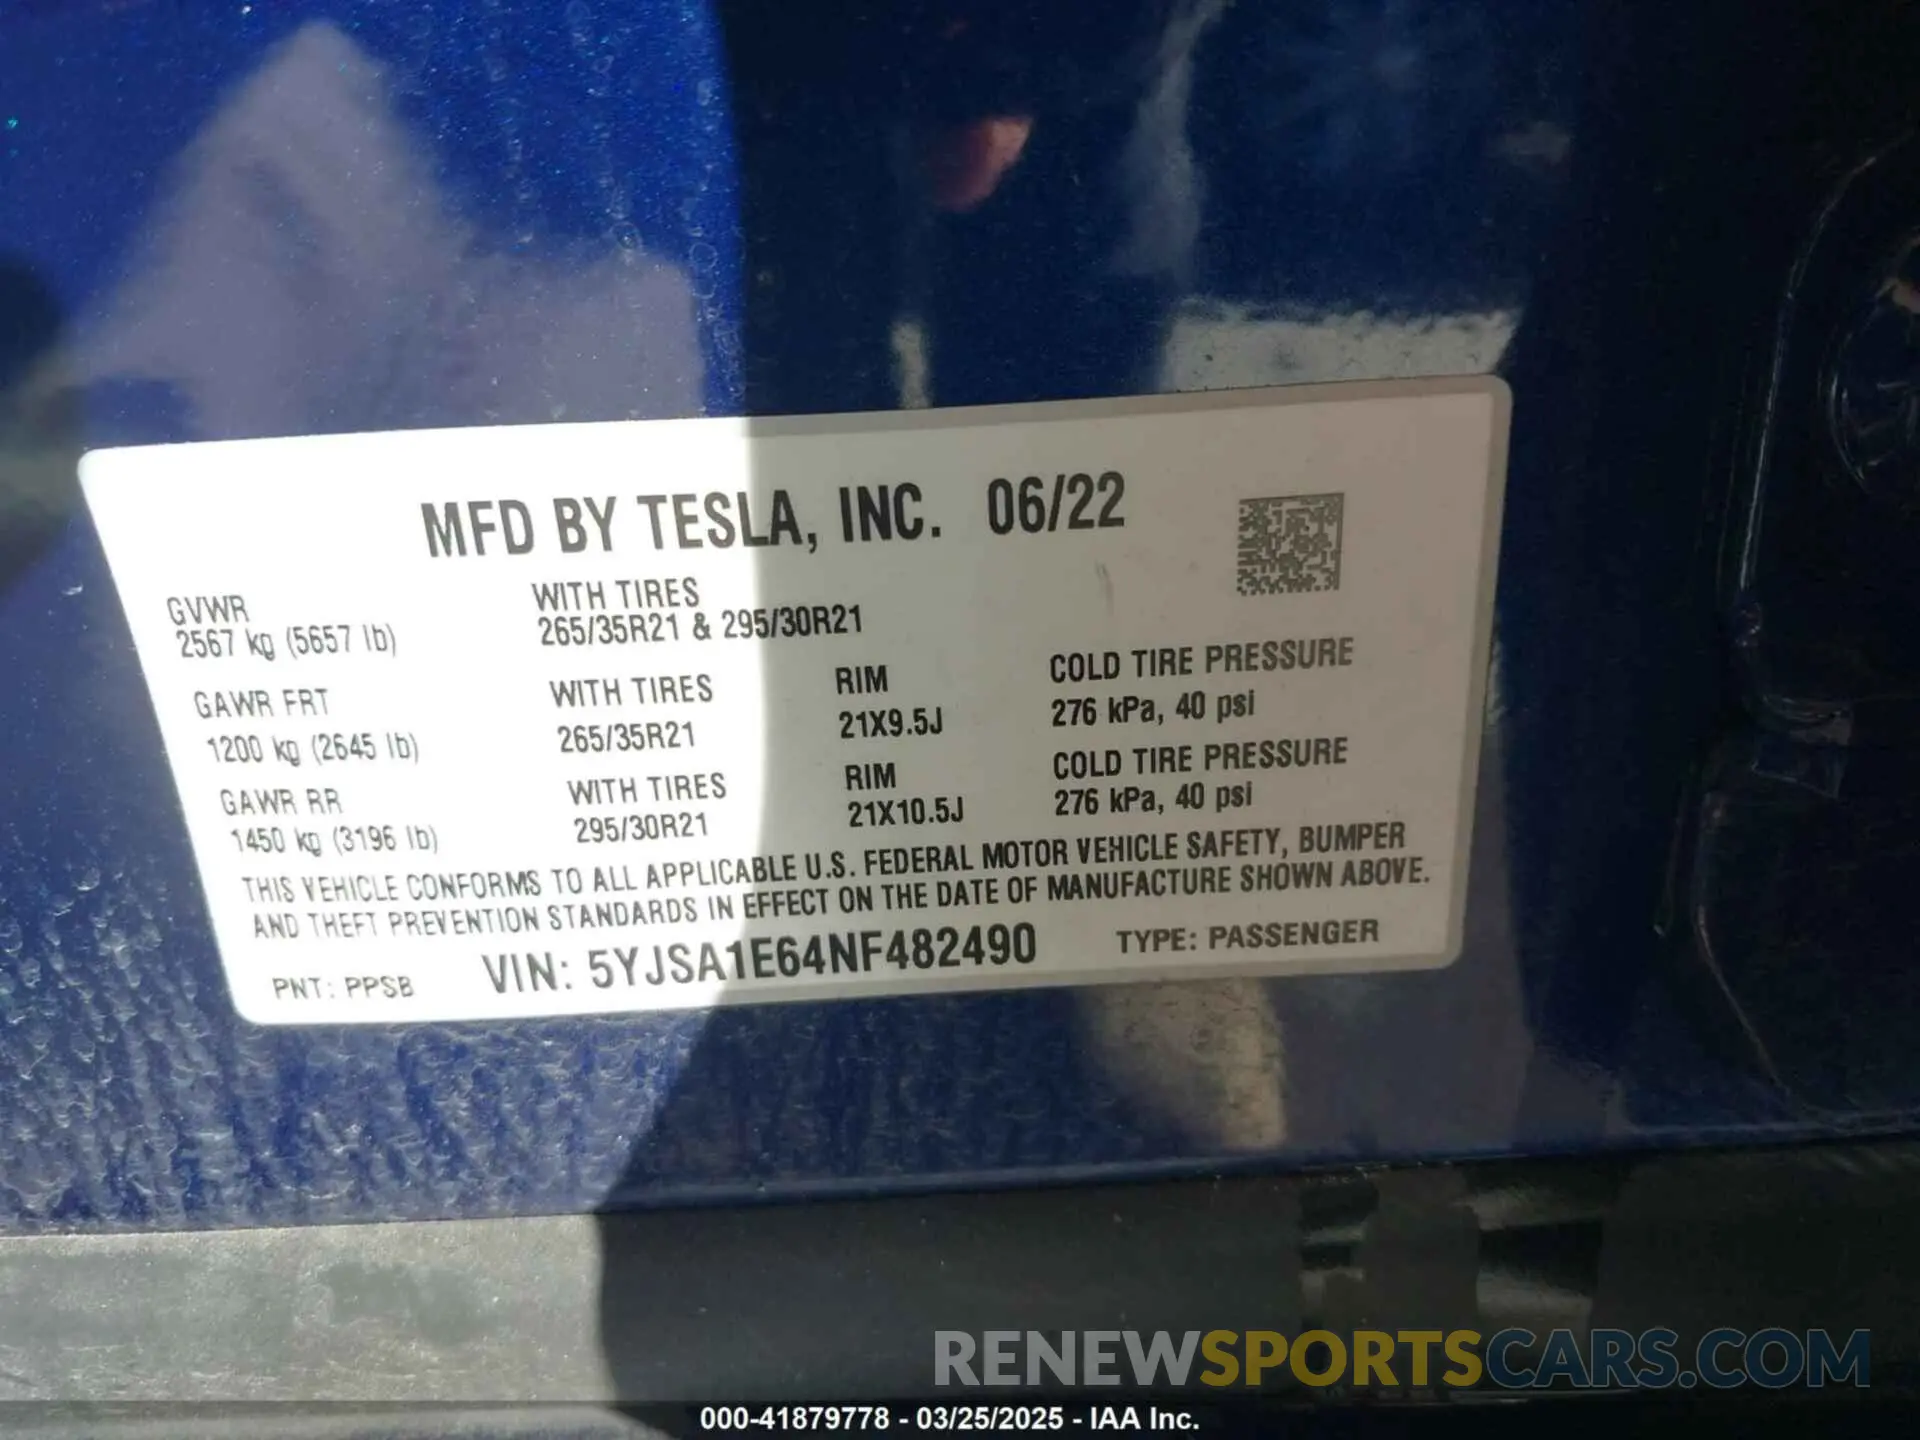 MFD BY TESLA, INC. 06/22
GVWR WITH TIRES
2567 kg (5657 lb) 265/35R21 & 295/30R21
GAWR FRT WITH TIRES RIM COLD TIRE PRESSURE
1200 kg (2645 lb) 265/35R21 21X9.5J 276 kPa, 40 psi
GAWR RR WITH TIRES RIM COLD TIRE PRESSURE
1450 kg (3196 lb) 295/30R21 21X10.5J 276 kPa, 40 psi
THIS VEHICLE CONFORMS TO ALL APPLICABLE U.S. FEDERAL MOTOR VEHICLE SAFETY, BUMPER
AND THEFT PREVENTION STANDARDS IN EFFECT ON THE DATE OF MANUFACTURE SHOWN ABOVE.
PNT: PPSB VIN: 5YJSA1E64NF482490 TYPE: PASSENGER
RENEWSPORTSCARS.COM
000-41879778 - 03/25/2025 - IAA Inc.